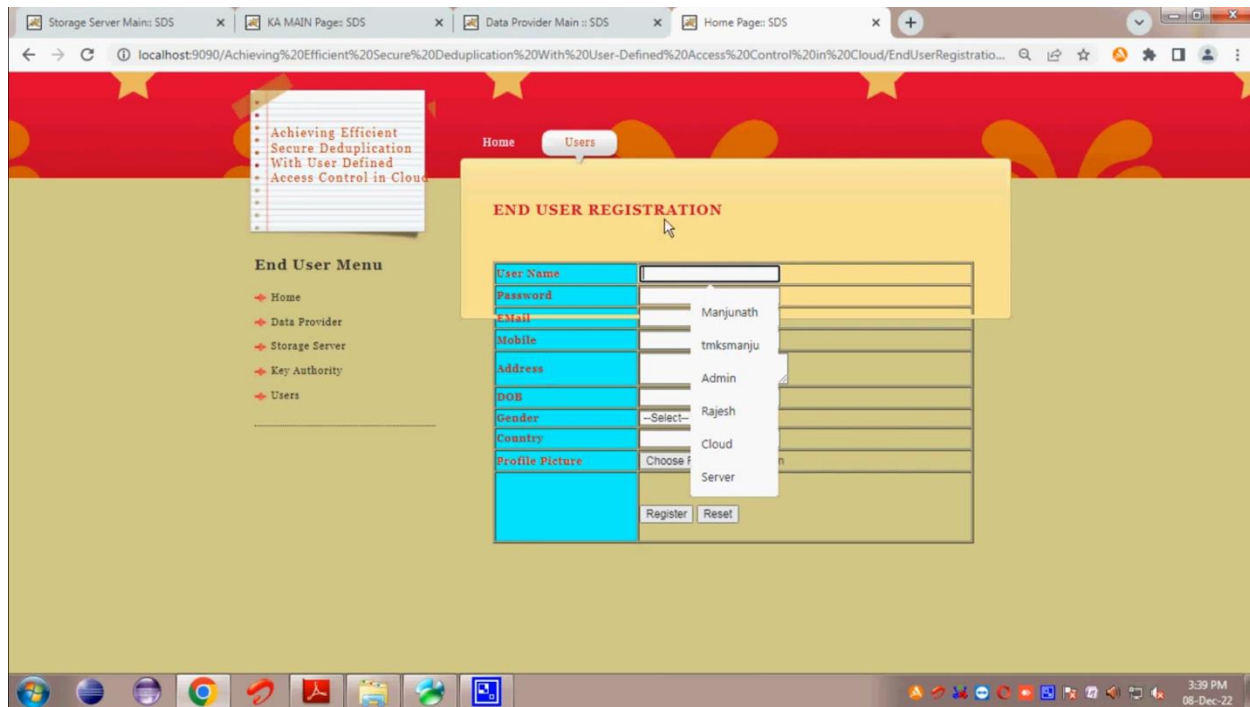 Storage Server Main:: SDS
KA MAIN Page:: SDS
Data Provider Main :: SDS
Home Page:: SDS
localhost:9090/Achieving%20Efficient%20Secure%20Deduplication%20With%20User-Defined%20Access%20Control%20in%20Cloud/EndUserRegistratio...
Achieving Efficient
Secure Deduplication
With User Defined
Access Control in Cloud
Home
Users
END USER REGISTRATION
End User Menu
Home
Data Provider
Storage Server
Key Authority
Users
User Name
Password
EMail
Mobile
Address
DOB
Gender
--Select--
Country
Profile Picture
Choose F
n
Manjunath
tmksmanju
Admin
Rajesh
Cloud
Server
Register
Reset
3:39 PM
08-Dec-22